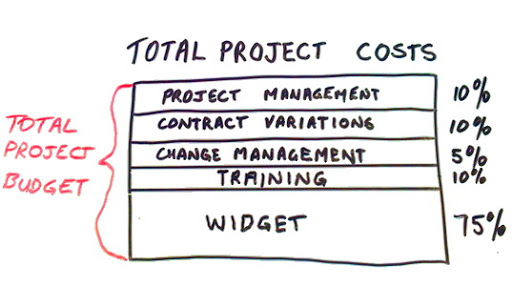 TOTAL PROJECT COSTS
PROJECT MANAGEMENT 10%
CONTRACT VARIATIONS 10%
CHANGE MANAGEMENT 5%
TRAINING 10%
WIDGET 75%
TOTAL
PROJECT
BUDGET